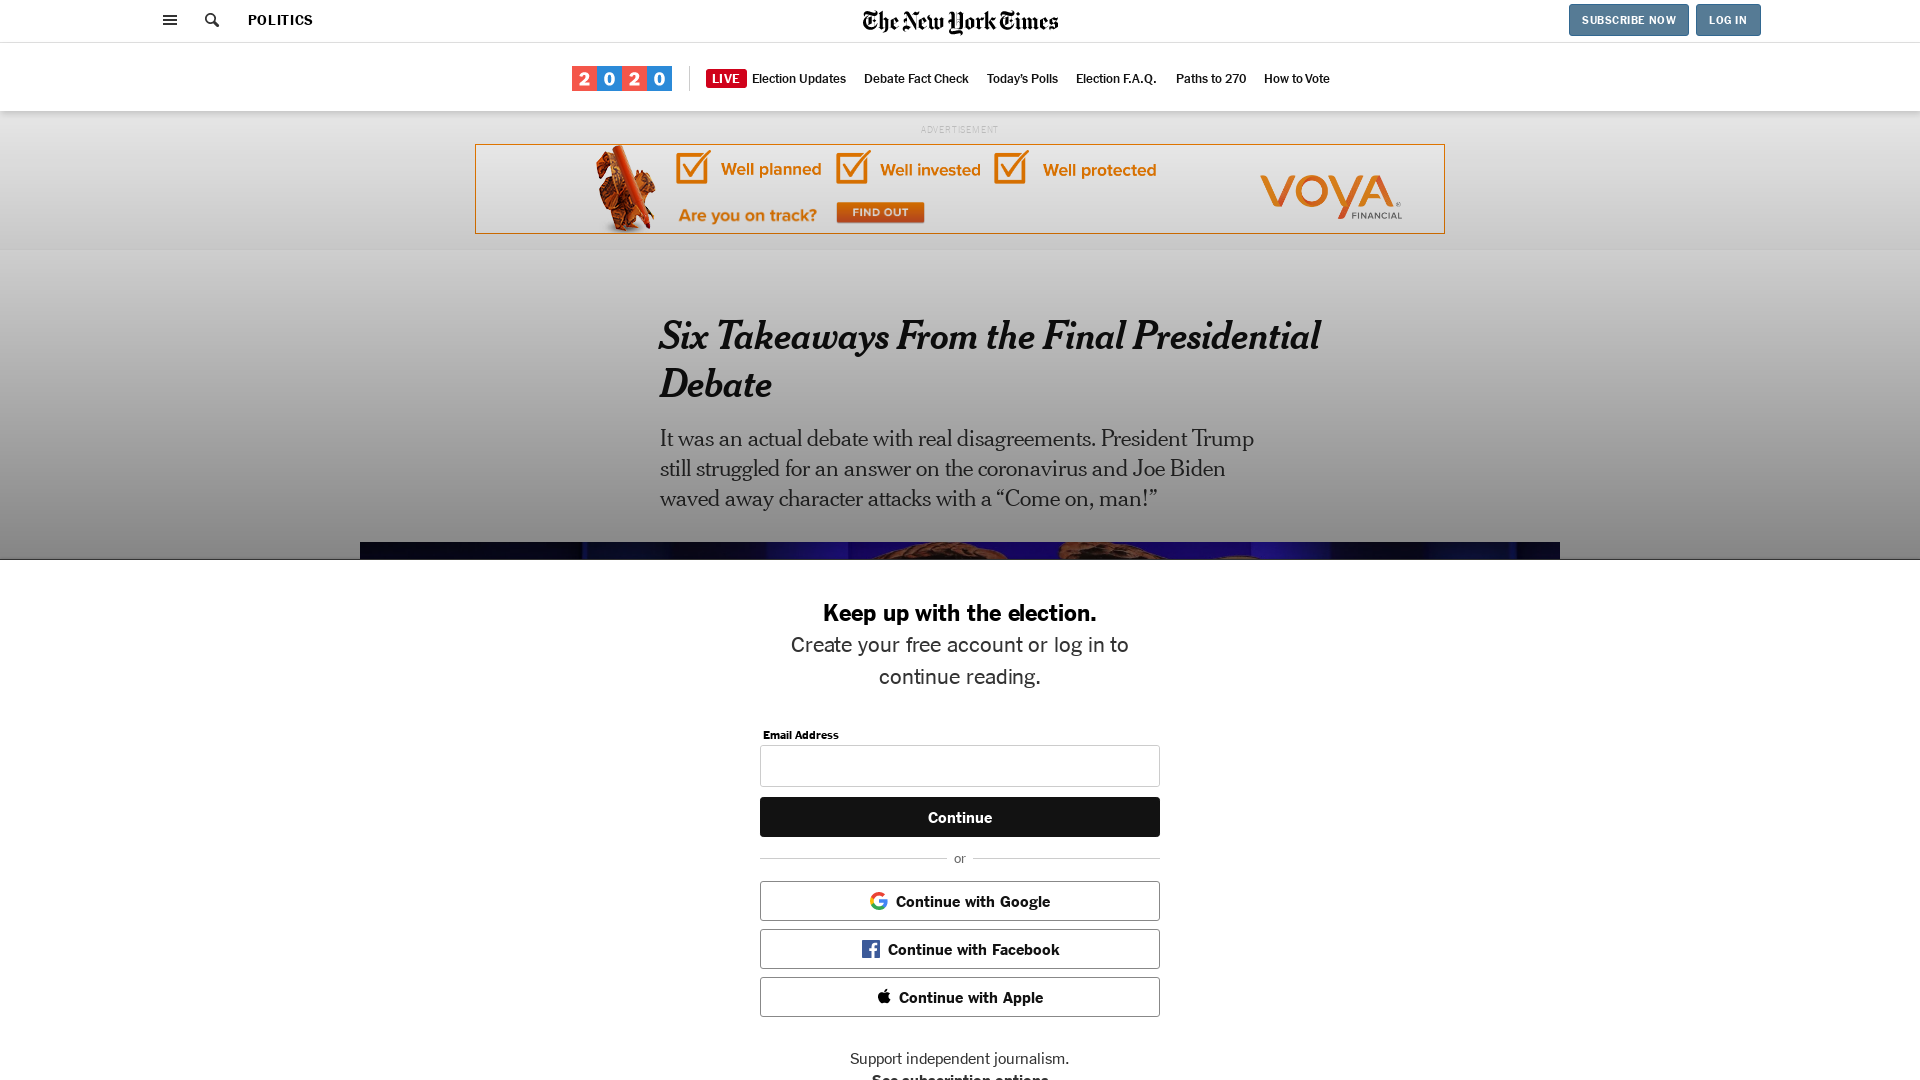 POLITICS
The New York Times
SUBSCRIBE NOW
LOG IN
2020
LIVE Election Updates
Debate Fact Check
Today's Polls
Election F.A.Q.
Paths to 270
How to Vote
ADVERTISEMENT
Well planned
Well invested
Well protected
Are you on track?
FIND OUT
VOYA®
FINANCIAL
Six Takeaways From the Final Presidential
Debate
It was an actual debate with real disagreements. President Trump
still struggled for an answer on the coronavirus and Joe Biden
waved away character attacks with a “Come on, man!”
Keep up with the election.
Create your free account or log in to
continue reading.
Email Address
Continue
or
Continue with Google
Continue with Facebook
Continue with Apple
Support independent journalism.
See subscription options